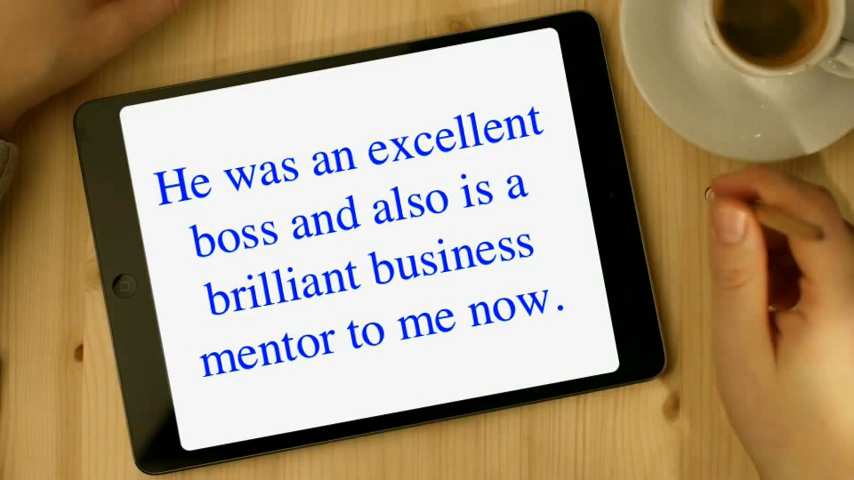 He was an excellent
boss and also is a
brilliant business
mentor to me now.